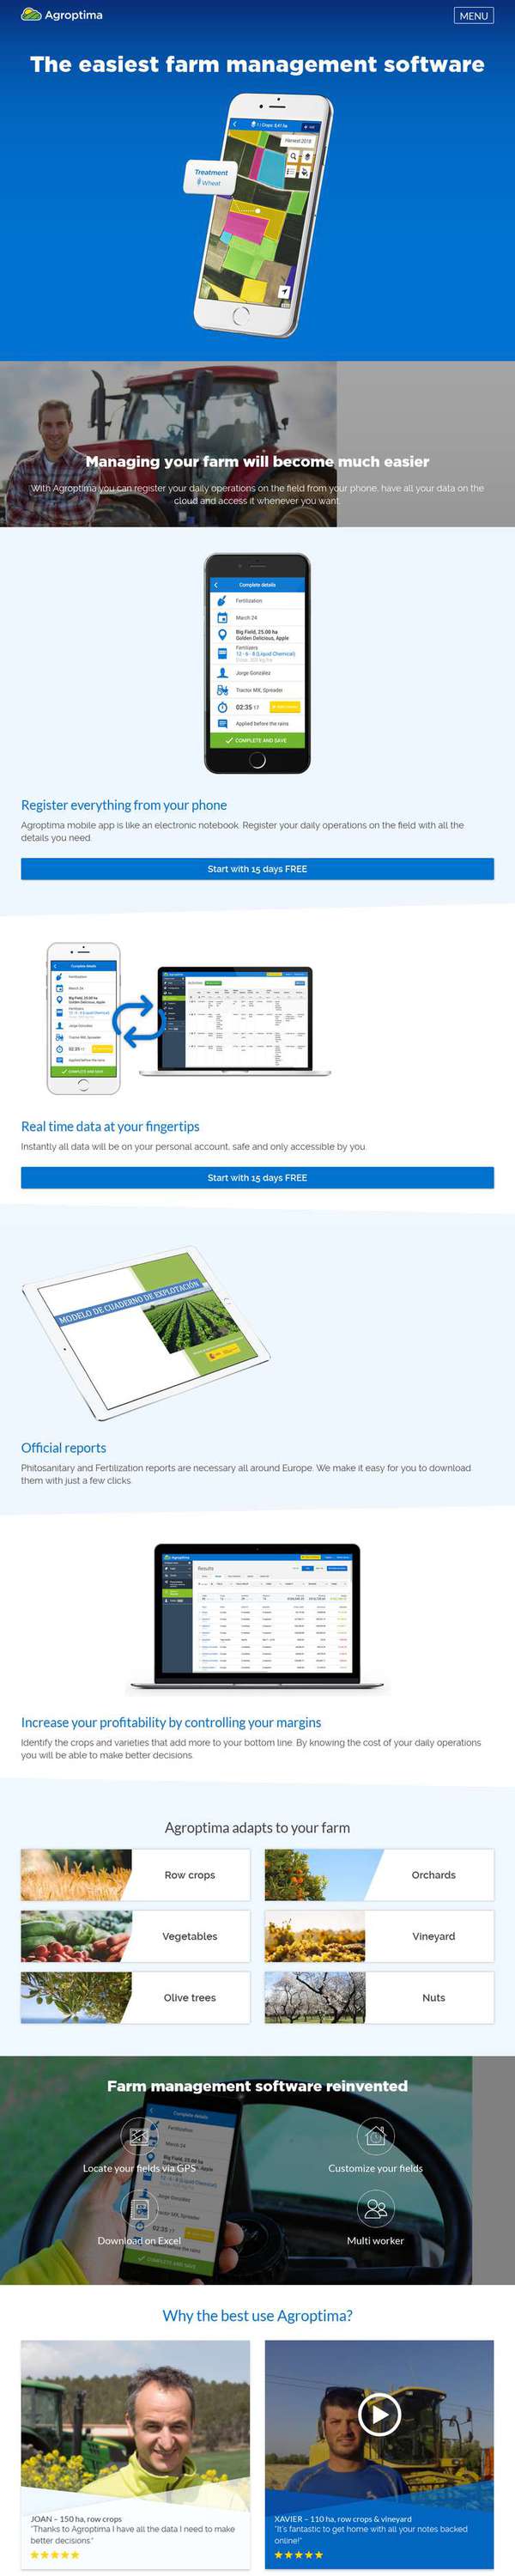 Agroptima
MENU
The easiest farm management software
Harvest 2018
Treatment
Wheat
Managing your farm will become much easier
With Agroptima you can register your daily operations on the field from your phone, have all your data on the
cloud and access it whenever you want.
Complete details
Fertilization
March 24
Big Field, 25.00 ha
Golden Delicious, Apple
Fertilizers
12 - 6 - 8 (Liquid Chemical)
Jorge González
Tractor MX, Spreader
02:35
Applied before the rains
COMPLETE AND SAVE
Register everything from your phone
Agroptima mobile app is like an electronic notebook. Register your daily operations on the field with all the
details you need.
Start with 15 days FREE
Real time data at your fingertips
Instantly all data will be on your personal account, safe and only accessible by you.
Start with 15 days FREE
MODELO DE CUADERNO DE EXPLOTACIÓN
Official reports
Phitosanitary and Fertilization reports are necessary all around Europe. We make it easy for you to download
them with just a few clicks.
Agroptima
Results
Increase your profitability by controlling your margins
Identify the crops and varieties that add more to your bottom line. By knowing the cost of your daily operations
you will be able to make better decisions.
Agroptima adapts to your farm
Row crops
Orchards
Vegetables
Vineyard
Olive trees
Nuts
Farm management software reinvented
Locate your fields via GPS
Customize your fields
Download on Excel
Multi worker
Why the best use Agroptima?
JOAN – 150 ha, row crops
"Thanks to Agroptima I have all the data I need to make
better decisions"
XAVIER – 110 ha, row crops & vineyard
"It's fantastic to get home with all your notes backed
online!"